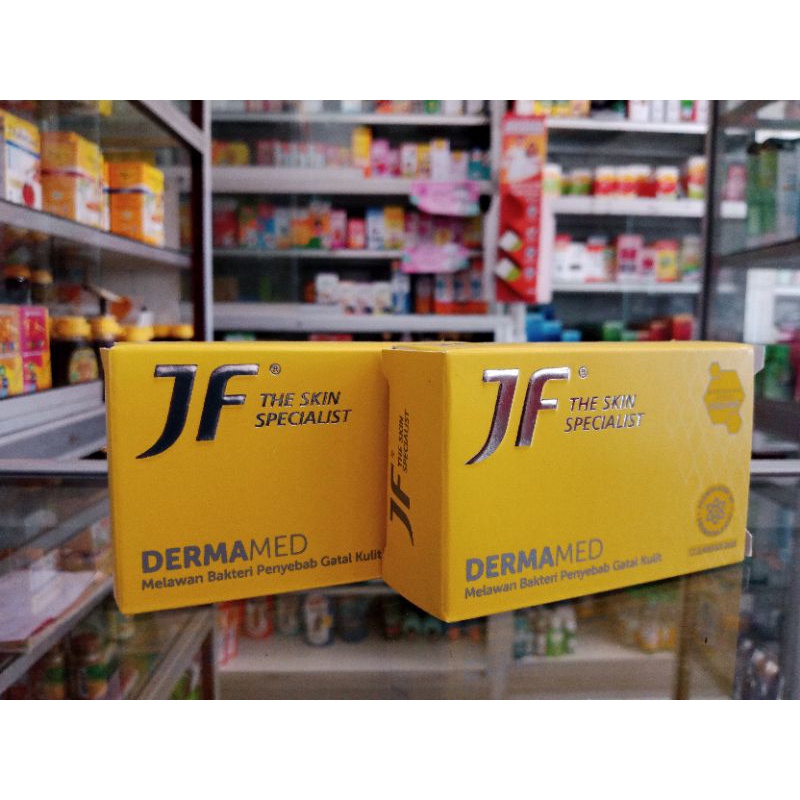 JF®
THE SKIN
SPECIALIST
DERMAMED
Melawan Bakteri Penyebab Gatal Kulit
JF®
THE SKIN
SPECIALIST
JF®
THE SKIN
SPECIALIST
DERMAMED
Melawan Bakteri Penyebab Gatal Kulit